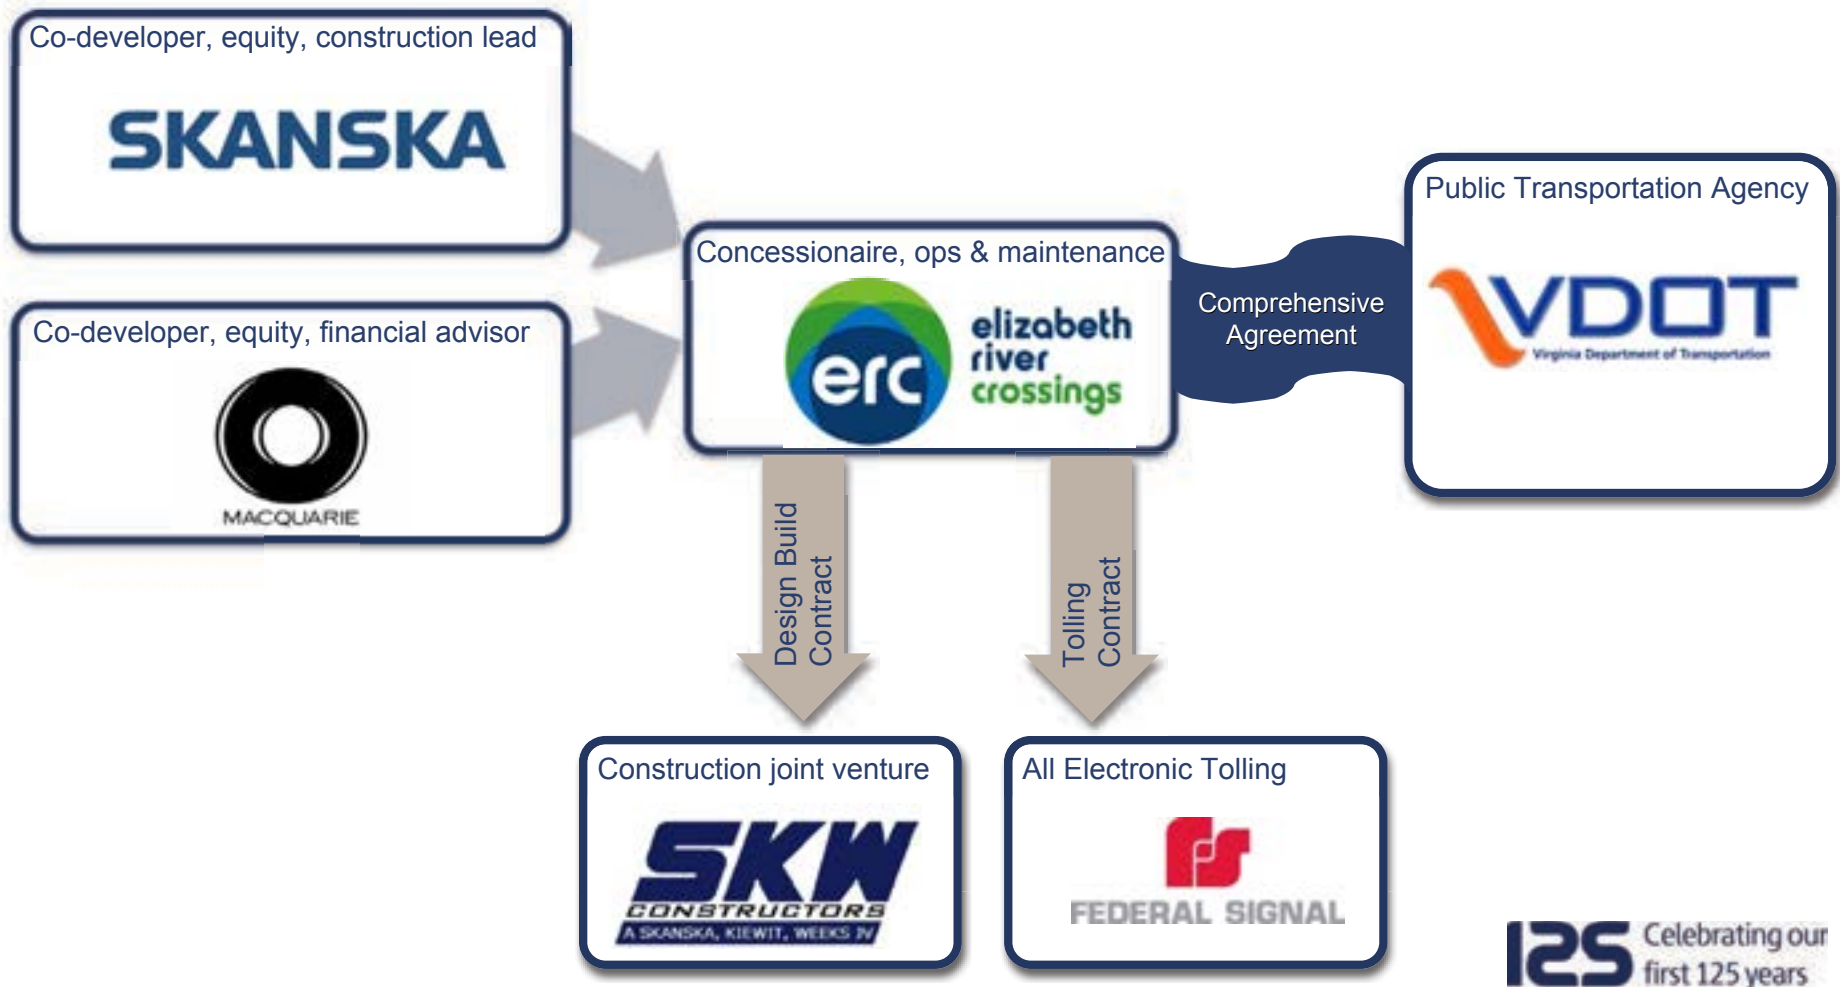 Co-developer, equity, construction lead
SKANSKA
Co-developer, equity, financial advisor
MACQUARIE
Concessionaire, ops & maintenance
erc
elizabeth
river
crossings
Comprehensive
Agreement
Public Transportation Agency
VDOT
Virginia Department of Transportation
Design Build
Contract
Tolling
Contract
Construction joint venture
SKW
CONSTRUCTORS
A SKANSKA, KIEWIT, WEEKS JV
All Electronic Tolling
FS
FEDERAL SIGNAL
125
Celebrating our
first 125 years